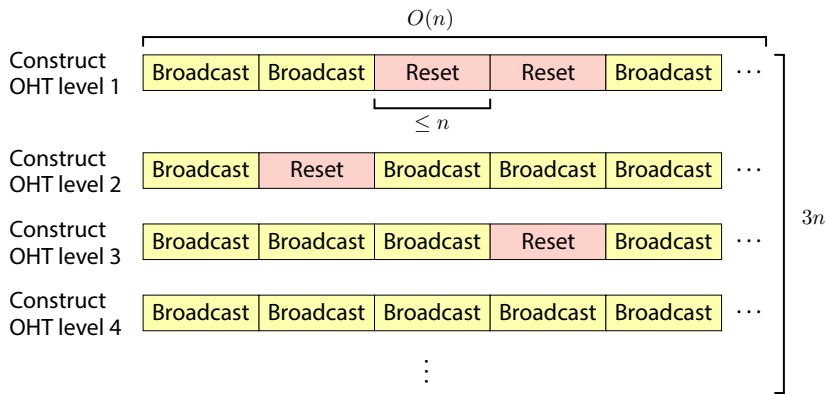 O(n)
Construct
OHT level 1
Broadcast Broadcast Reset Reset Broadcast ⋯
≤ n
Construct
OHT level 2
Broadcast Reset Broadcast Broadcast Broadcast ⋯
3n
Construct
OHT level 3
Broadcast Broadcast Broadcast Reset Broadcast ⋯
Construct
OHT level 4
Broadcast Broadcast Broadcast Broadcast Broadcast ⋯
⋮